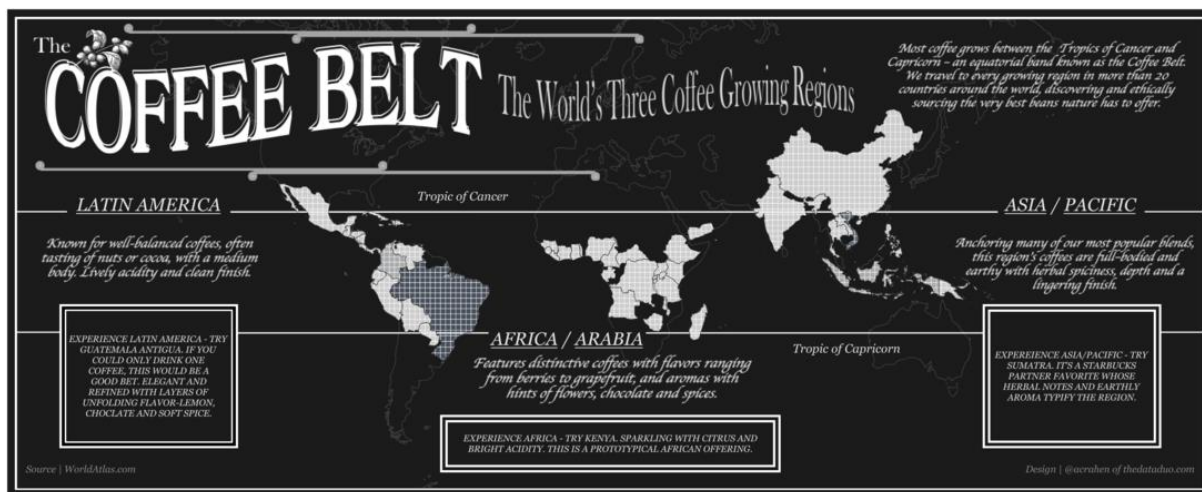 The
COFFEE BELT
The World's Three Coffee Growing Regions
Most coffee grows between the Tropics of Cancer and
Capricorn – an equatorial band known as the Coffee Belt.
We travel to every growing region in more than 20
countries around the world, discovering and ethically
sourcing the very best beans nature has to offer.
Tropic of Cancer
LATIN AMERICA
Known for well-balanced coffees, often
tasting of nuts or cocoa, with a medium
body. Lively acidity and clean finish.
EXPERIENCE LATIN AMERICA - TRY
GUATEMALA ANTIGUA. IF YOU
COULD ONLY DRINK ONE
COFFEE, THIS WOULD BE A
GOOD BET. ELEGANT AND
REFINED WITH LAYERS OF
UNFOLDING FLAVOR-LEMON,
CHOCLATE AND SOFT SPICE.
AFRICA / ARABIA
Features distinctive coffees with flavors ranging
from berries to grapefruit, and aromas with
hints of flowers, chocolate and spices.
EXPERIENCE AFRICA - TRY KENYA. SPARKLING WITH CITRUS AND
BRIGHT ACIDITY. THIS IS A PROTOTYPICAL AFRICAN OFFERING.
ASIA / PACIFIC
Anchoring many of our most popular blends,
this region's coffees are full-bodied and
earthy with herbal spiciness, depth and a
lingering finish.
Tropic of Capricorn
EXPEREIENCE ASIA/PACIFIC - TRY
SUMATRA. IT'S A STARBUCKS
PARTNER FAVORITE WHOSE
HERBAL NOTES AND EARTHLY
AROMA TYPIFY THE REGION.
Source | WorldAtlas.com
Design | @acrahen of thedataduo.com